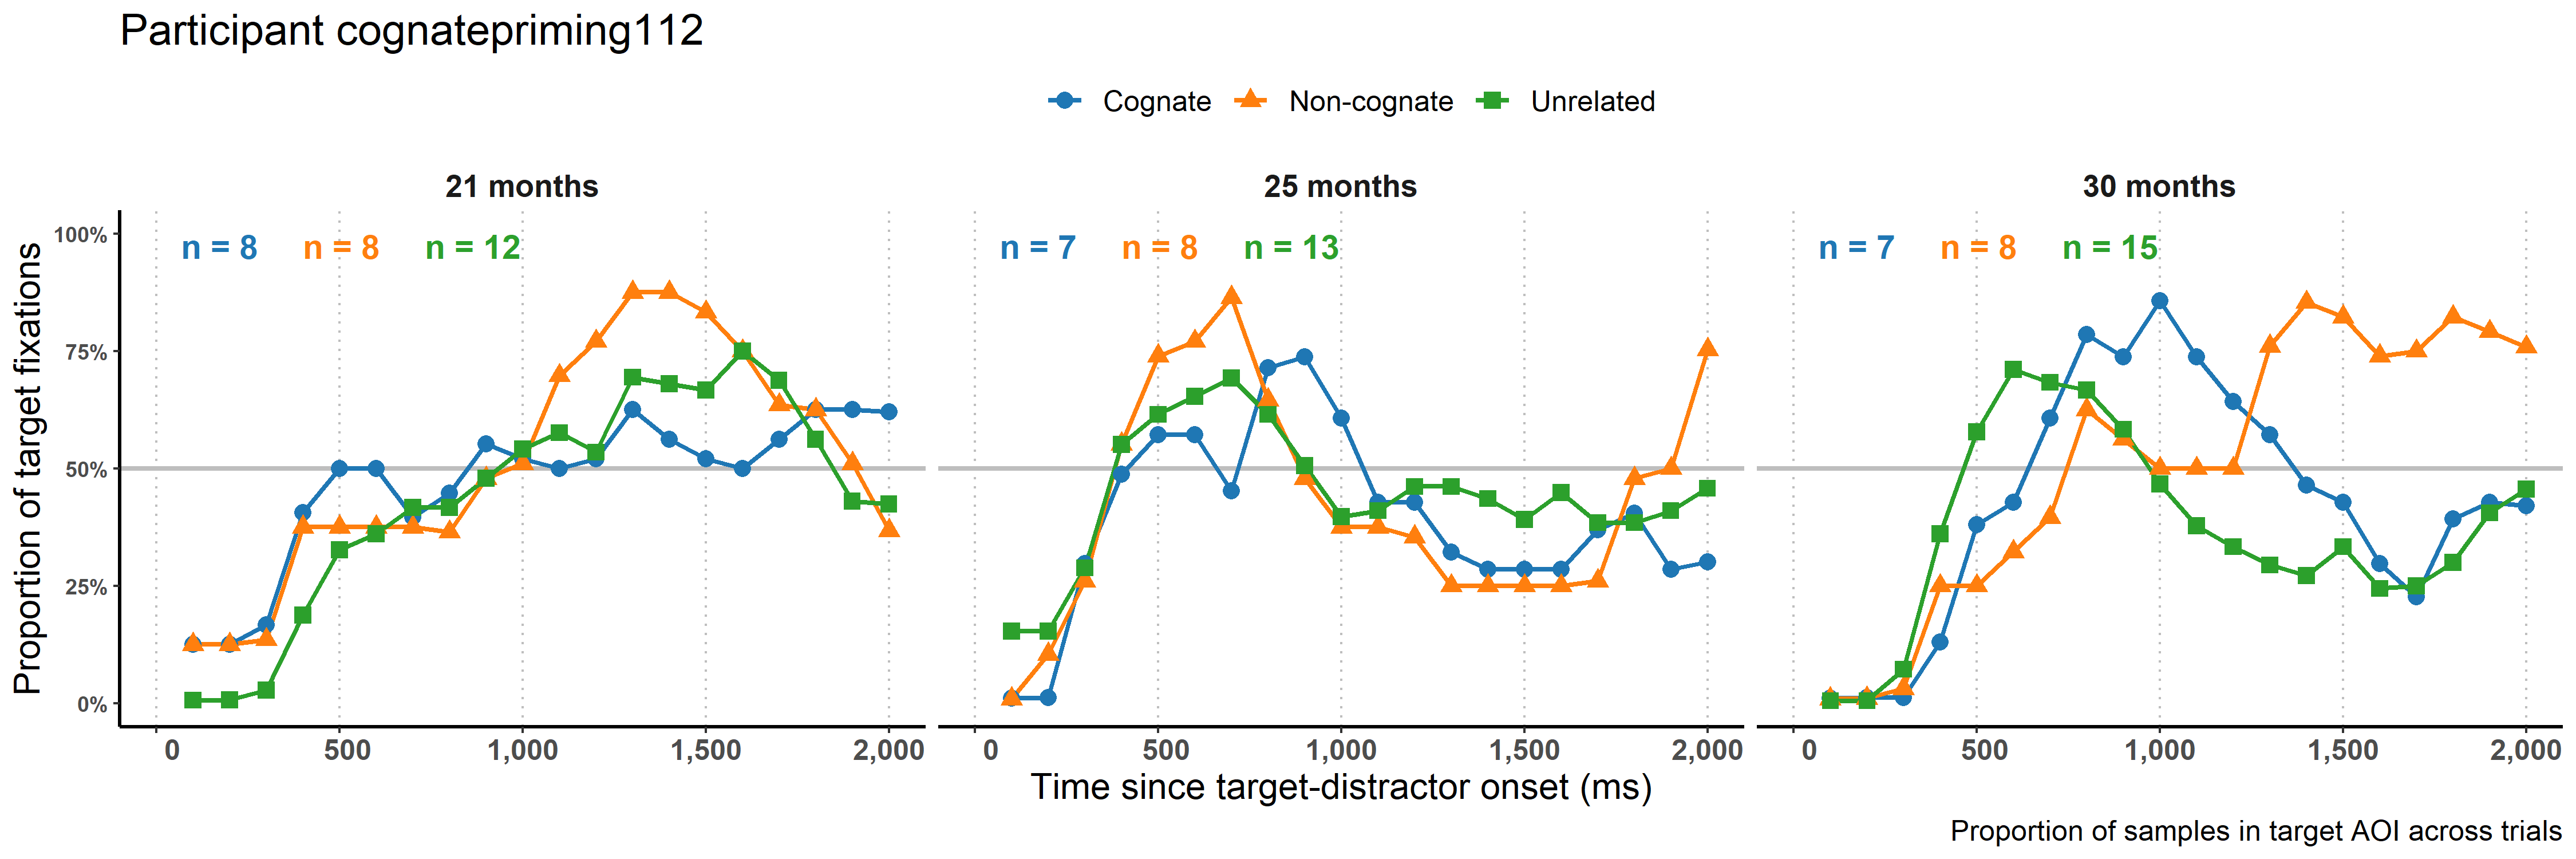 Participant cognatepriming112
Cognate Non-cognate Unrelated
21 months 25 months 30 months
n = 8 n = 8 n = 12 n = 7 n = 8 n = 13 n = 7 n = 8 n = 15
Proportion of target fixations
100%
75%
50%
25%
0%
0 500 1,000 1,500 2,000 0 500 1,000 1,500 2,000 0 500 1,000 1,500 2,000
Time since target-distractor onset (ms)
Proportion of samples in target AOI across trials